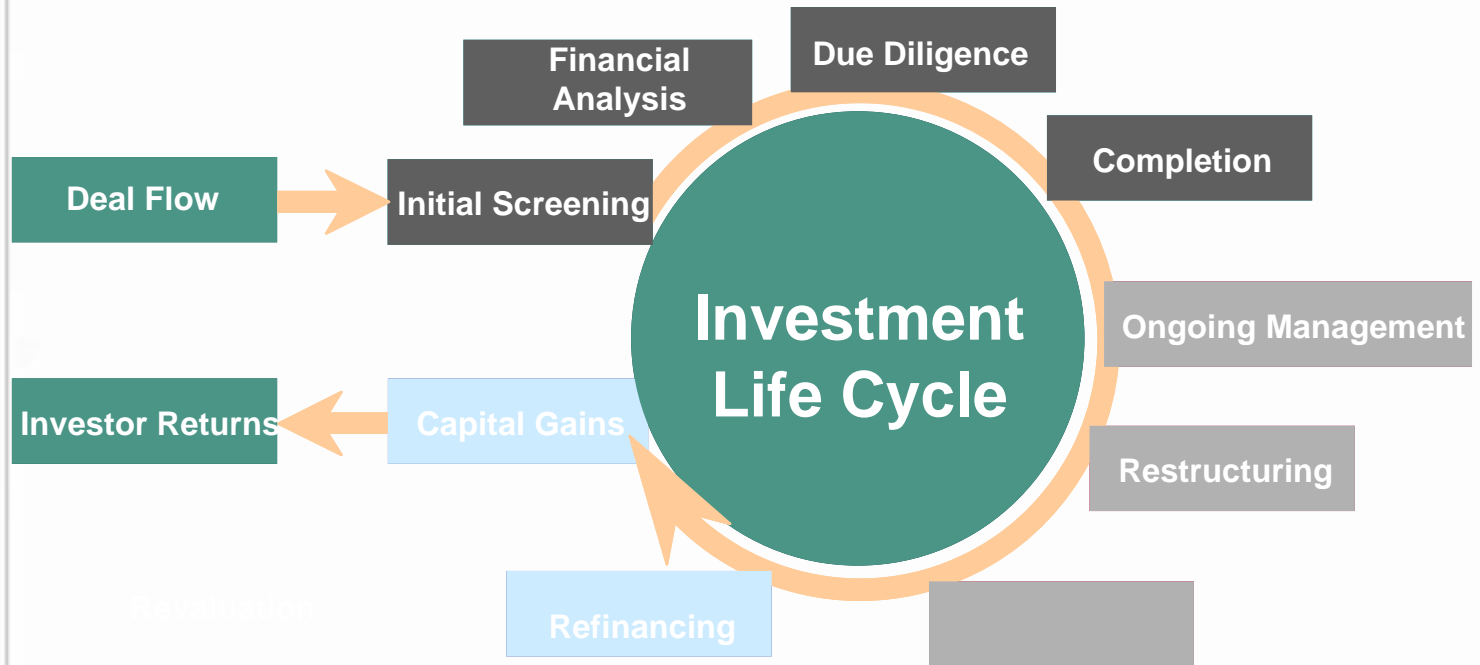 Financial
Analysis
Due Diligence
Completion
Deal Flow
Initial Screening
Investment
Life Cycle
Ongoing Management
Investor Returns
Capital Gains
Restructuring
Revaluation
Refinancing